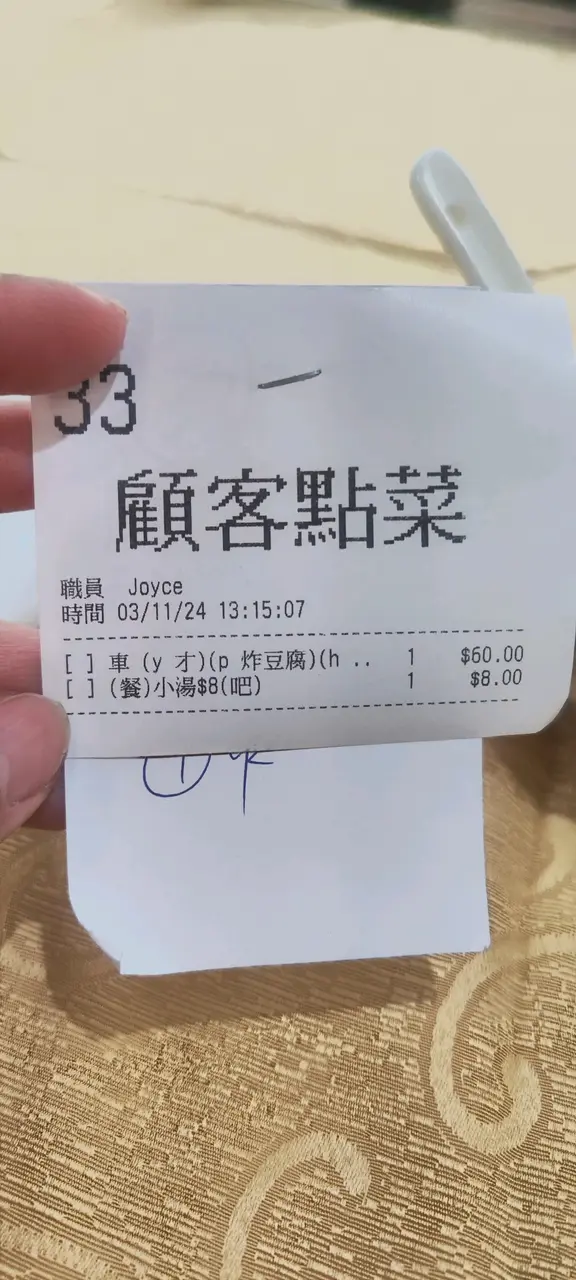 33
顧客點菜
職員 Joyce
時間 03/11/24 13:15:07
[ ] 車 (y 才)(p 炸豆腐)(h .. 1 $60.00
[ ] (餐)小湯$8(吧) 1 $8.00